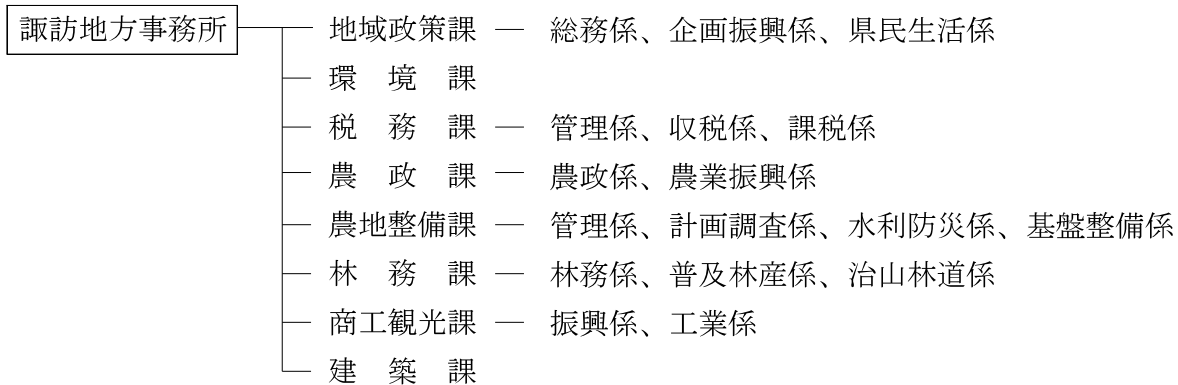 諏訪地方事務所 地域政策課 ― 総務係、企画振興係、県民生活係
環境課
税務課 ― 管理係、収税係、課税係
農政課 ― 農政係、農業振興係
農地整備課 ― 管理係、計画調査係、水利防災係、基盤整備係
林務課 ― 林務係、普及林産係、治山林道係
商工観光課 ― 振興係、工業係
建築課